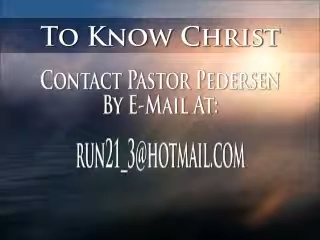 To Know Christ
Contact Pastor Pedersen
By E-Mail At:
run21_3@hotmail.com